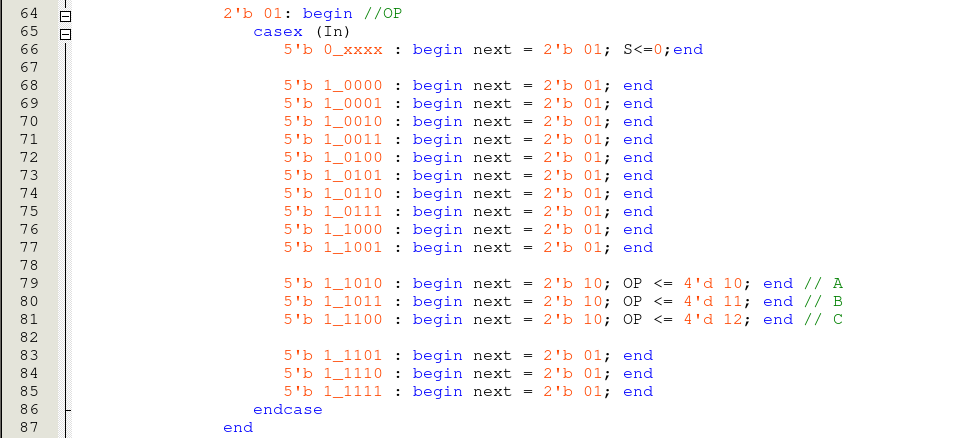 64 2'b 01: begin //OP
65 casex (In)
66 5'b 0_xxxx : begin next = 2'b 01; S<=0;end
67
68 5'b 1_0000 : begin next = 2'b 01; end
69 5'b 1_0001 : begin next = 2'b 01; end
70 5'b 1_0010 : begin next = 2'b 01; end
71 5'b 1_0011 : begin next = 2'b 01; end
72 5'b 1_0100 : begin next = 2'b 01; end
73 5'b 1_0101 : begin next = 2'b 01; end
74 5'b 1_0110 : begin next = 2'b 01; end
75 5'b 1_0111 : begin next = 2'b 01; end
76 5'b 1_1000 : begin next = 2'b 01; end
77 5'b 1_1001 : begin next = 2'b 01; end
78
79 5'b 1_1010 : begin next = 2'b 10; OP <= 4'd 10; end // A
80 5'b 1_1011 : begin next = 2'b 10; OP <= 4'd 11; end // B
81 5'b 1_1100 : begin next = 2'b 10; OP <= 4'd 12; end // C
82
83 5'b 1_1101 : begin next = 2'b 01; end
84 5'b 1_1110 : begin next = 2'b 01; end
85 5'b 1_1111 : begin next = 2'b 01; end
86 endcase
87 end